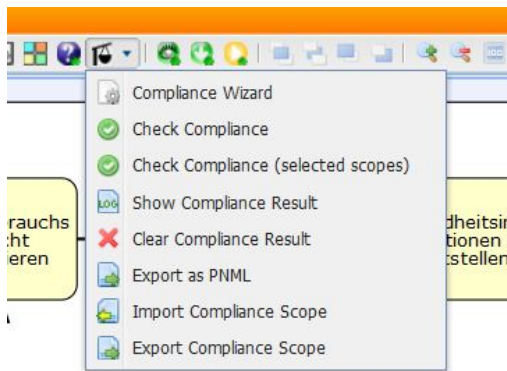 Compliance Wizard
Check Compliance
Check Compliance (selected scopes)
LOG Show Compliance Result
Clear Compliance Result
Export as PNML
Import Compliance Scope
Export Compliance Scope
rauchs
cht
ieren
dheitsin
tionen
tstellen